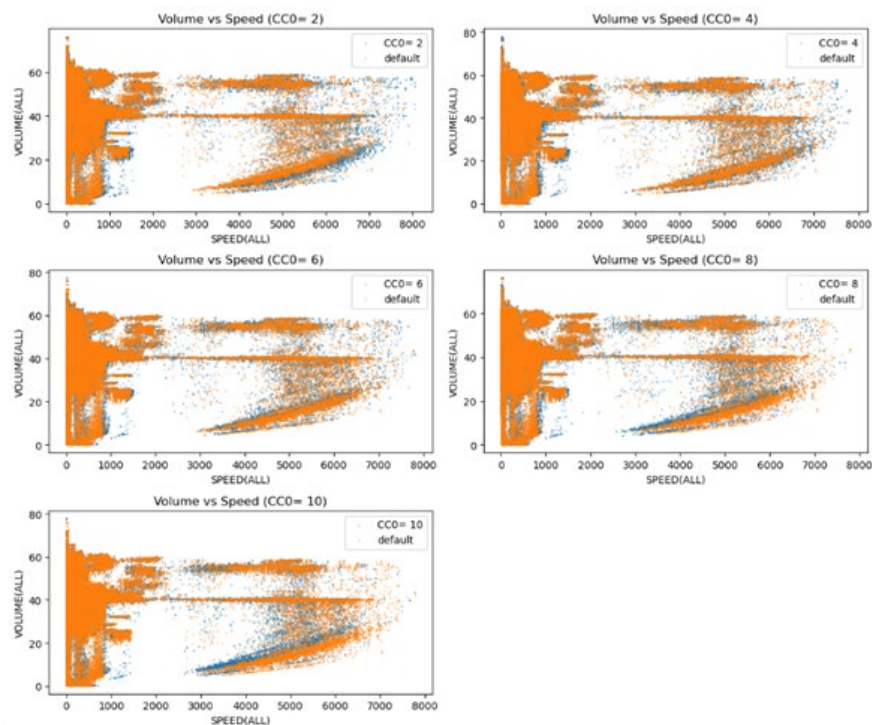 Volume vs Speed (CC0= 2)
CC0= 2
default
VOLUME(ALL)
60
40
20
0
0 1000 2000 3000 4000 5000 6000 7000 8000
SPEED(ALL)
Volume vs Speed (CC0= 4)
CC0= 4
default
VOLUME(ALL)
80
60
40
20
0
0 1000 2000 3000 4000 5000 6000 7000 8000
SPEED(ALL)
Volume vs Speed (CC0= 6)
CC0= 6
default
VOLUME(ALL)
80
60
40
20
0
0 1000 2000 3000 4000 5000 6000 7000 8000
SPEED(ALL)
Volume vs Speed (CC0= 8)
CC0= 8
default
VOLUME(ALL)
60
40
20
0
0 1000 2000 3000 4000 5000 6000 7000 8000
SPEED(ALL)
Volume vs Speed (CC0= 10)
CC0= 10
default
VOLUME(ALL)
80
60
40
20
0
0 1000 2000 3000 4000 5000 6000 7000 8000
SPEED(ALL)